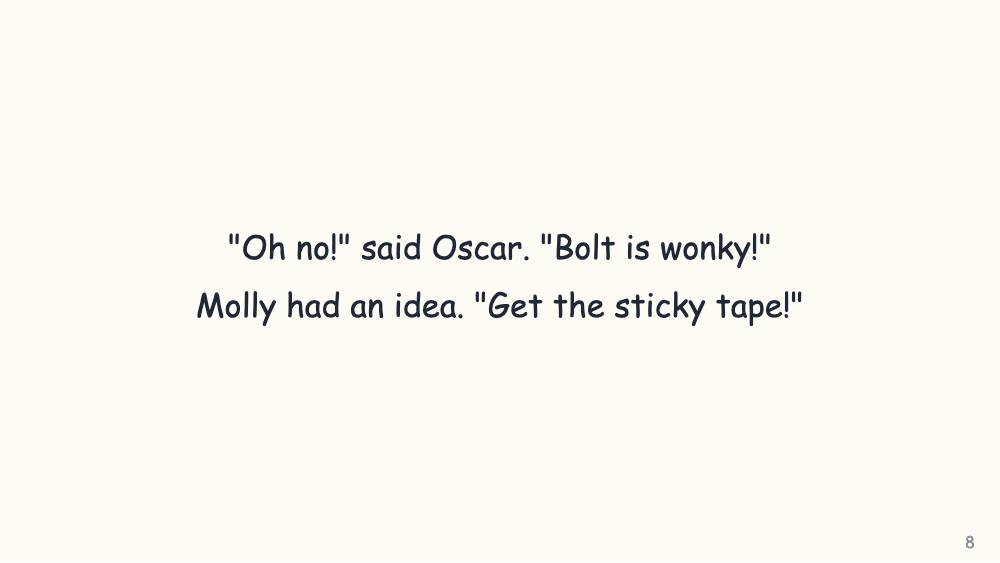 "Oh no!" said Oscar. "Bolt is wonky!"
Molly had an idea. "Get the sticky tape!"
8